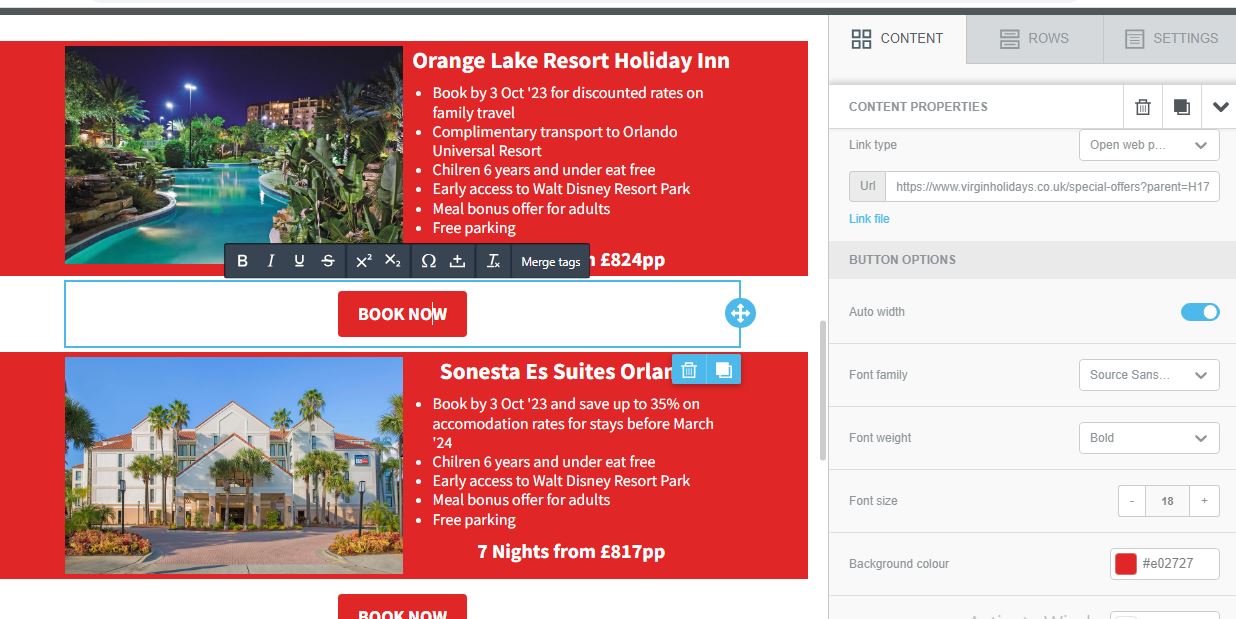 CONTENT
ROWS
SETTINGS
Orange Lake Resort Holiday Inn
Book by 3 Oct '23 for discounted rates on
family travel
Complimentary transport to Orlando
Universal Resort
Chilren 6 years and under eat free
Early access to Walt Disney Resort Park
Meal bonus offer for adults
Free parking
£824pp
B I U S X² X₂ Ω Merge tags
BOOK NOW
Sonesta Es Suites Orlan
Book by 3 Oct '23 and save up to 35% on
accomodation rates for stays before March
'24
Chilren 6 years and under eat free
Early access to Walt Disney Resort Park
Meal bonus offer for adults
Free parking
7 Nights from £817pp
BOOK NOW
CONTENT PROPERTIES
Link type
Open web p...
Url
https://www.virginholidays.co.uk/special-offers?parent=H17
Link file
BUTTON OPTIONS
Auto width
Font family
Source Sans...
Font weight
Bold
Font size
- 18 +
Background colour
#e02727